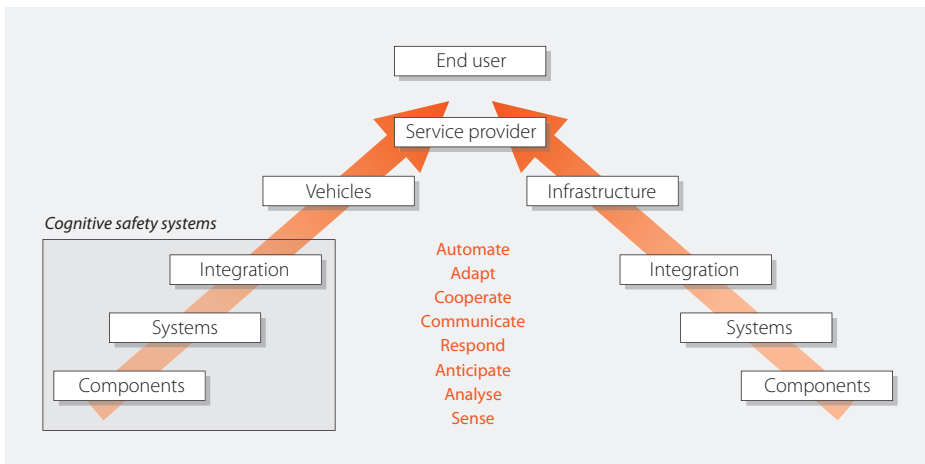 End user
Service provider
Vehicles
Infrastructure
Cognitive safety systems
Integration
Systems
Components
Automate
Adapt
Cooperate
Communicate
Respond
Anticipate
Analyse
Sense
Integration
Systems
Components